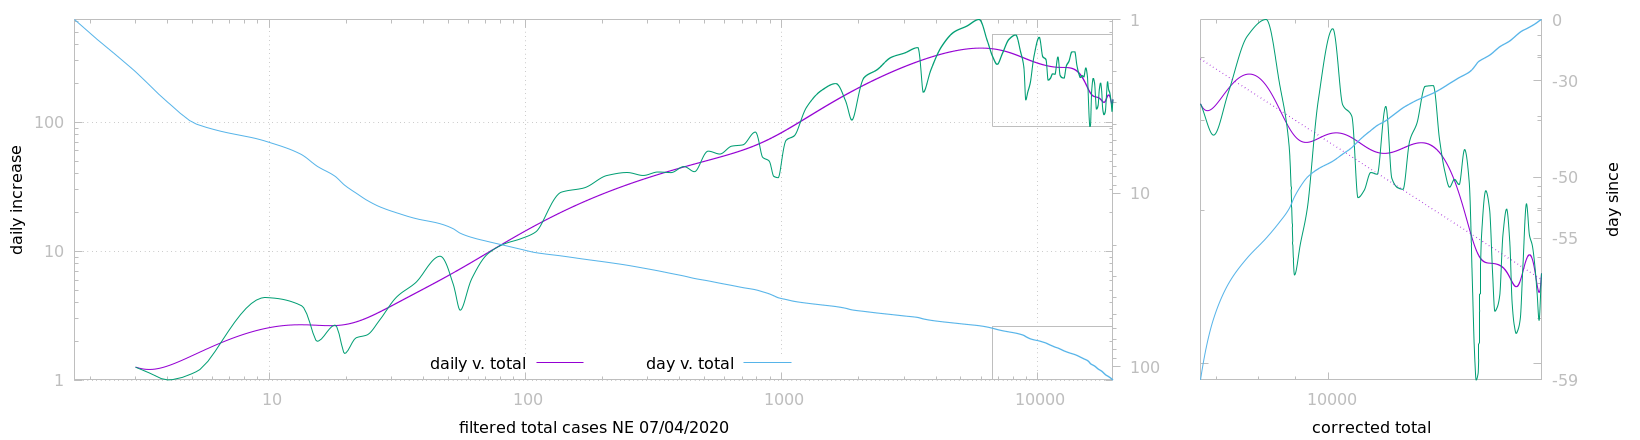 1
10
100
daily increase
100
10
1
daily v. total
day v. total
10
100
1000
10000
filtered total cases NE 07/04/2020
0
-30
-50
-55
-59
day since
10000
corrected total